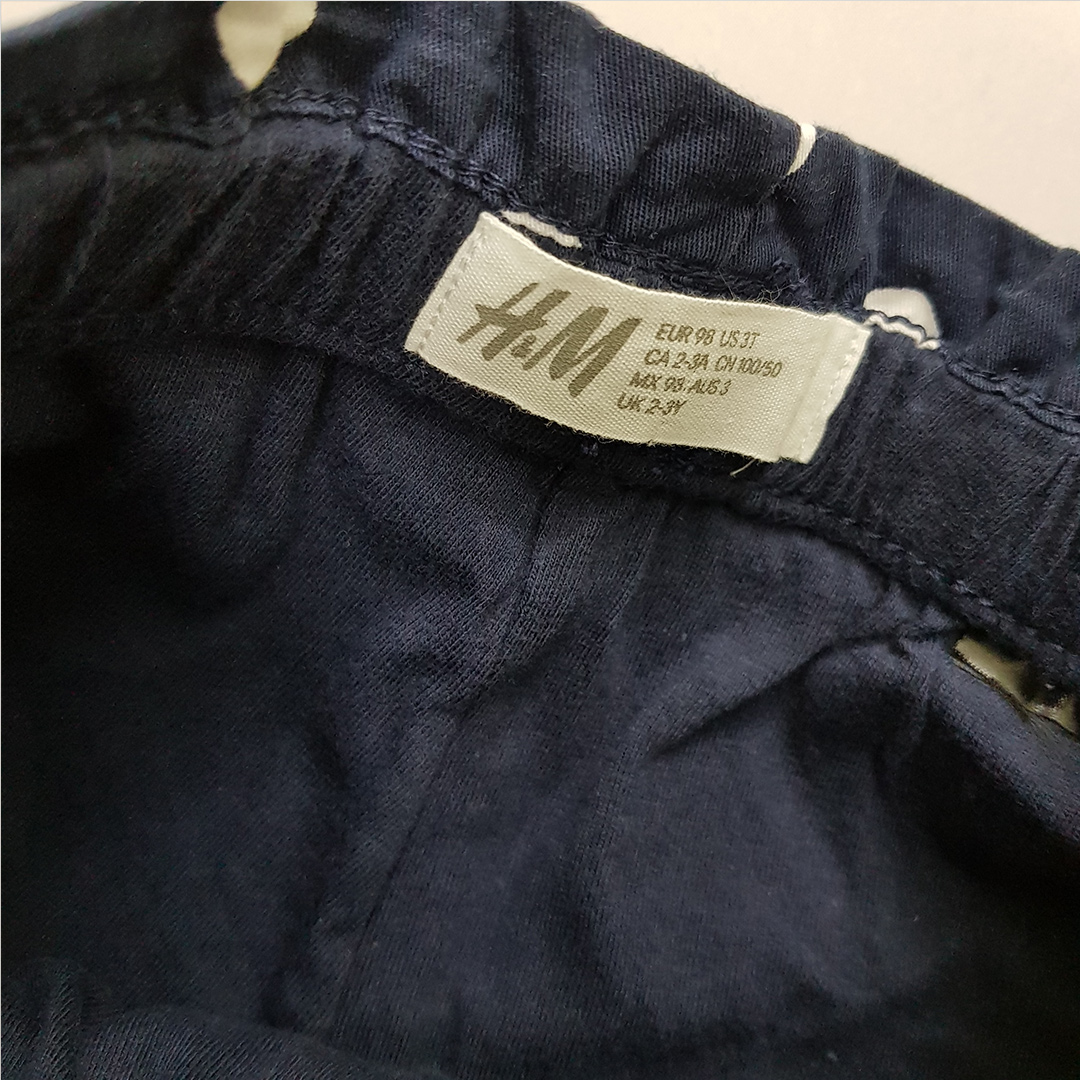 H&M
EUR 98 US 3T
CA 2-3A CN 100/50
MX 98 AUS 3
UK 2-3Y